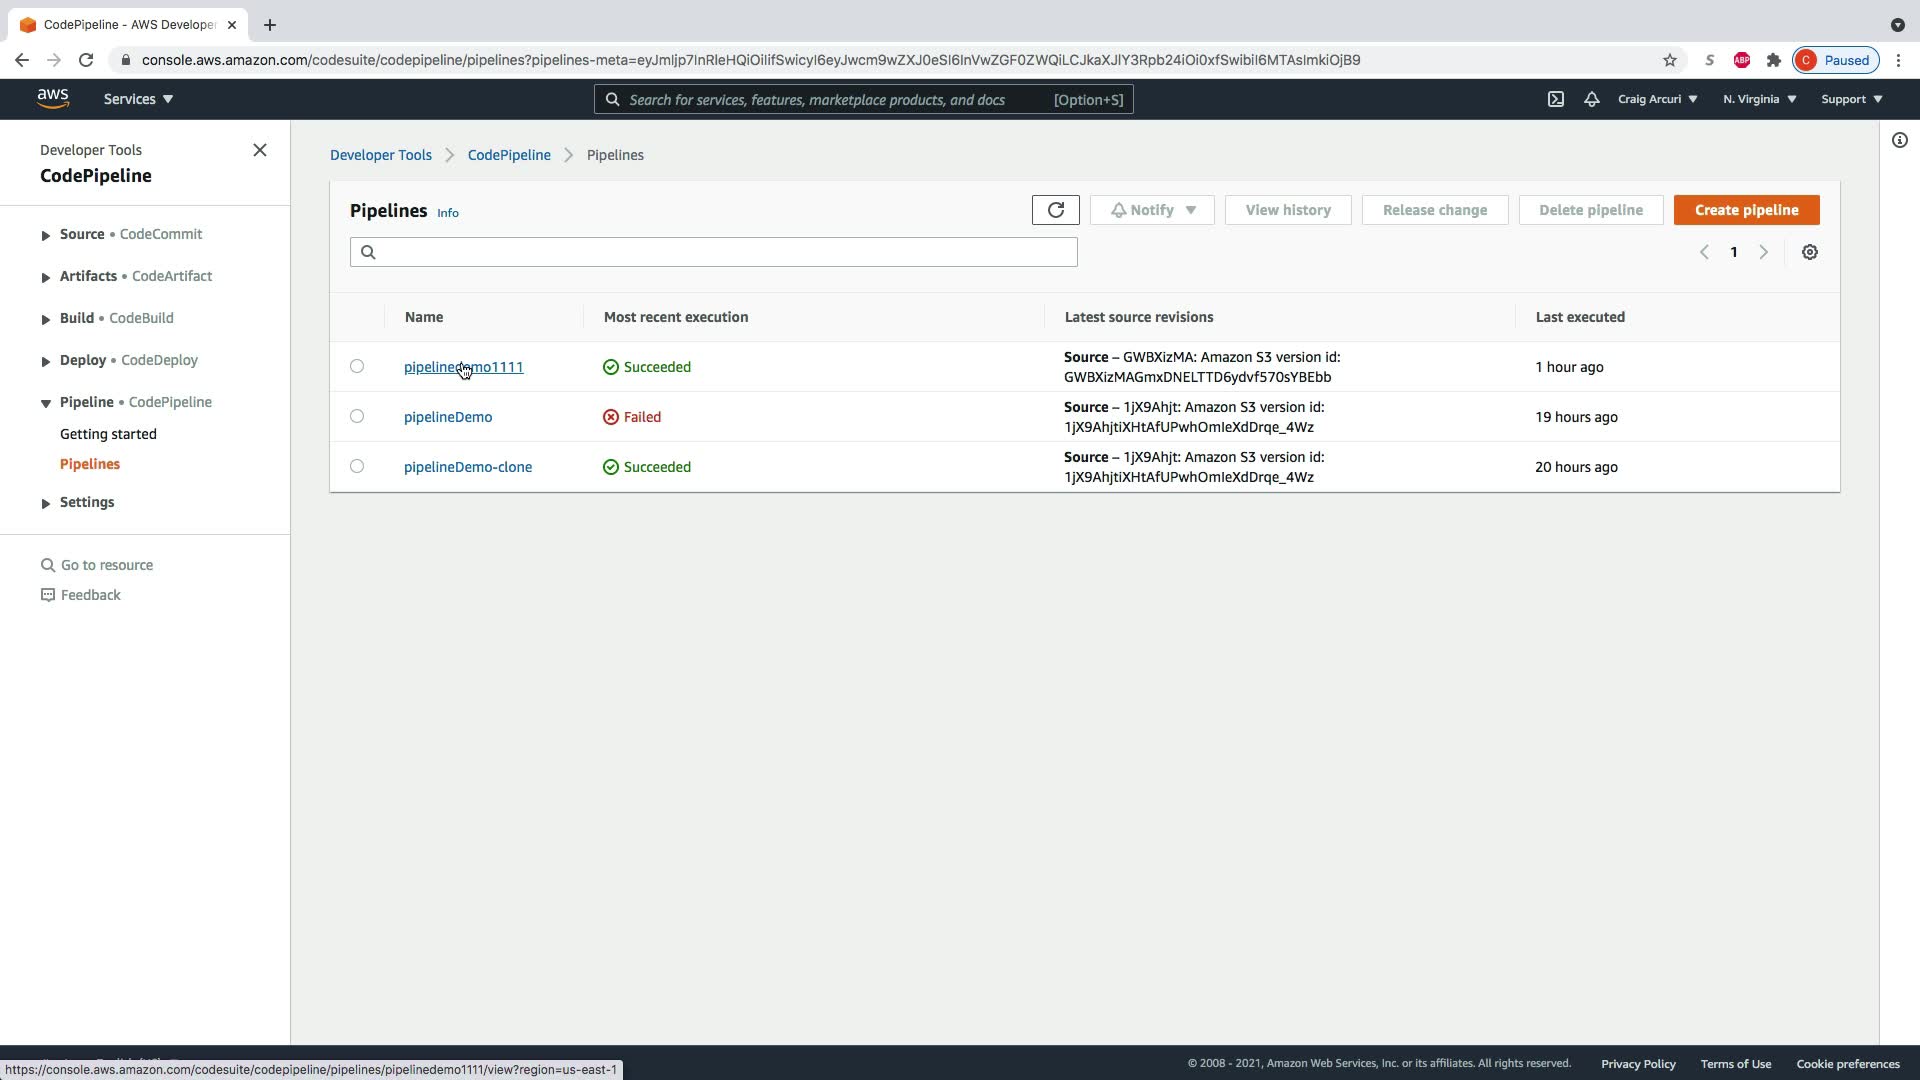 CodePipeline - AWS Developer
console.aws.amazon.com/codesuite/codepipeline/pipelines?pipelines-meta=eyJmIjp7InRleHQiOiIifSwicyI6eyJwcm9wZXJ0eSI6InVwZGF0ZWQiLCJkaXJlY3Rpb24iOi0xfSwibiI6MTAsImkiOjB9
S
ABP
C Paused
aws
Services
Search for services, features, marketplace products, and docs [Option+S]
Craig Arcuri
N. Virginia
Support
Developer Tools
CodePipeline
Source • CodeCommit
Artifacts • CodeArtifact
Build • CodeBuild
Deploy • CodeDeploy
Pipeline • CodePipeline
Getting started
Pipelines
Settings
Go to resource
Feedback
Developer Tools
CodePipeline
Pipelines
Pipelines Info
Notify
View history
Release change
Delete pipeline
Create pipeline
1
Name Most recent execution Latest source revisions Last executed
pipelinedemo1111 Succeeded Source – GWBXizMA: Amazon S3 version id: 1 hour ago
GWBXizMAGmxDNELTTD6ydvf570sYBEbb
pipelineDemo Failed Source – 1jX9Ahjt: Amazon S3 version id: 19 hours ago
1jX9AhjtiXHtAfUPwhOmIeXdDrqe_4Wz
pipelineDemo-clone Succeeded Source – 1jX9Ahjt: Amazon S3 version id: 20 hours ago
1jX9AhjtiXHtAfUPwhOmIeXdDrqe_4Wz
https://console.aws.amazon.com/codesuite/codepipeline/pipelines/pipelinedemo1111/view?region=us-east-1
© 2008 - 2021, Amazon Web Services, Inc. or its affiliates. All rights reserved.
Privacy Policy
Terms of Use
Cookie preferences